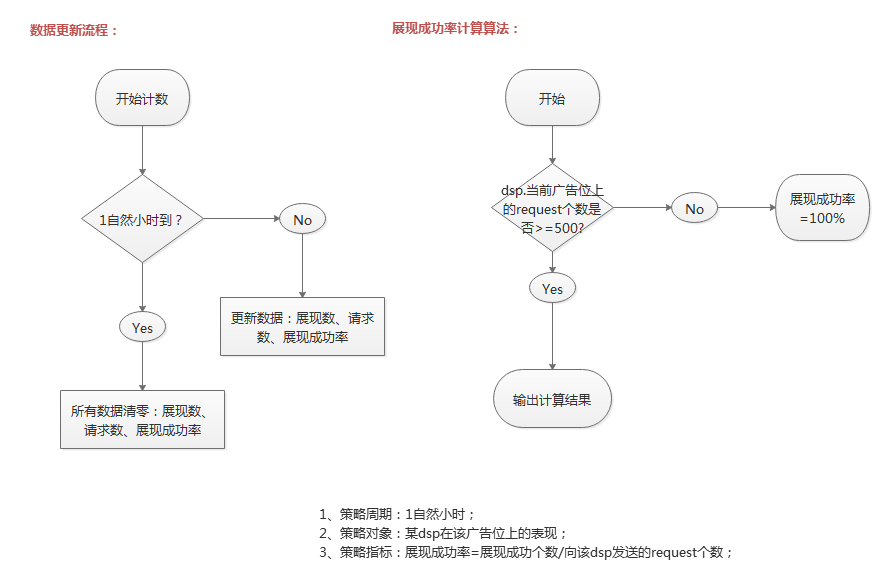 数据更新流程：
展现成功率计算算法：
开始计数
开始
1自然小时到？
No
Yes
更新数据：展现数、请求
数、展现成功率
所有数据清零：展现数、
请求数、展现成功率
dsp.当前广告位上
的request个数是
否>=500?
No
展现成功率
=100%
Yes
输出计算结果
1、策略周期：1自然小时；
2、策略对象：某dsp在该广告位上的表现；
3、策略指标：展现成功率=展现成功个数/向该dsp发送的request个数；